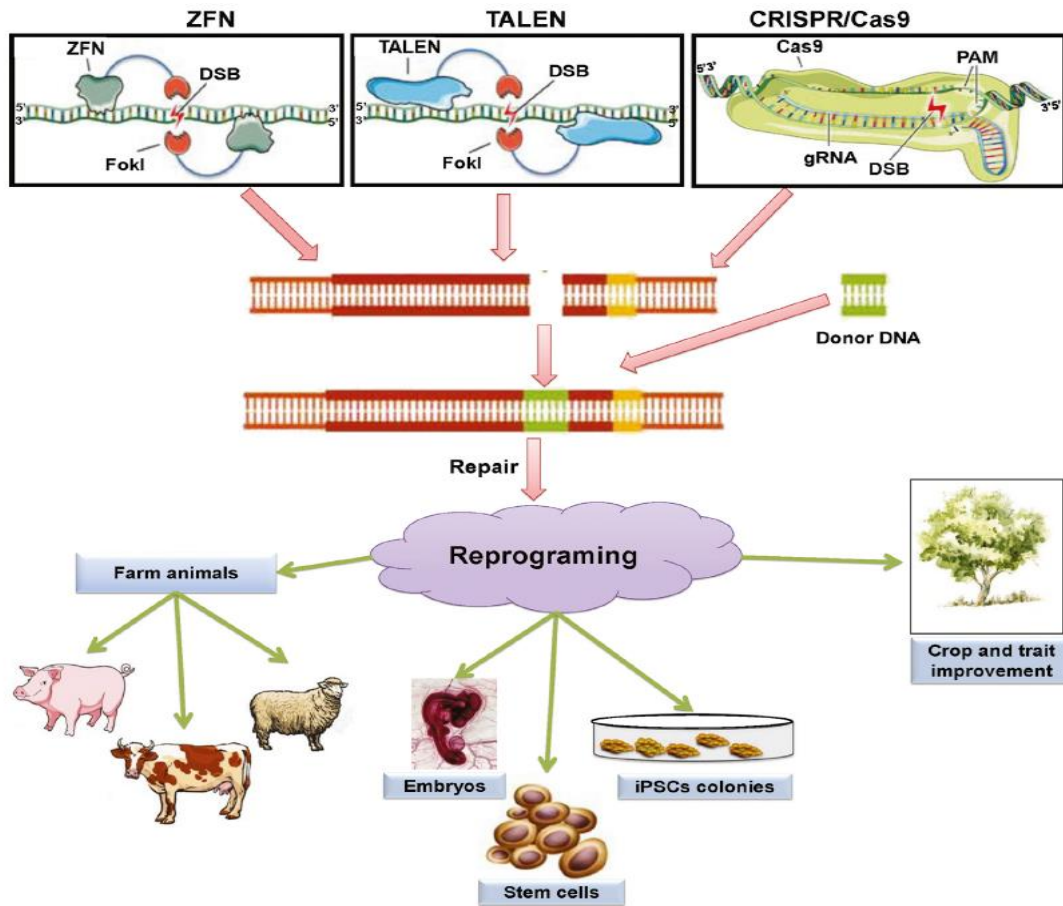 ZFN
TALEN
CRISPR/Cas9
ZFN
DSB
FokI
5'
3'
3'
5'
TALEN
DSB
FokI
5'
3'
3'
5'
Cas9
PAM
5'3'
3'5'
gRNA
DSB
Donor DNA
Repair
Reprograming
Farm animals
Crop and trait
improvement
Embryos
iPSCs colonies
Stem cells